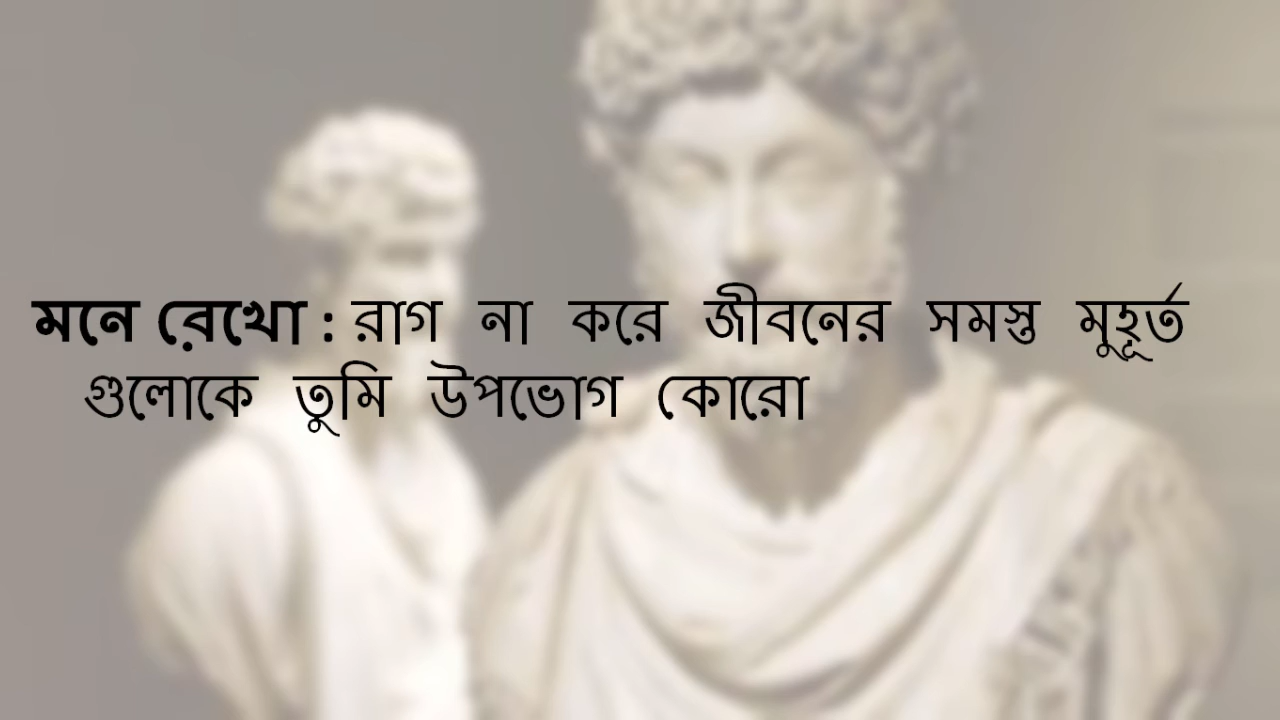 মনে রেখো : রাগ না করে জীবনের সমস্ত মুহূর্ত
গুলোকে তুমি উপভোগ কোরো